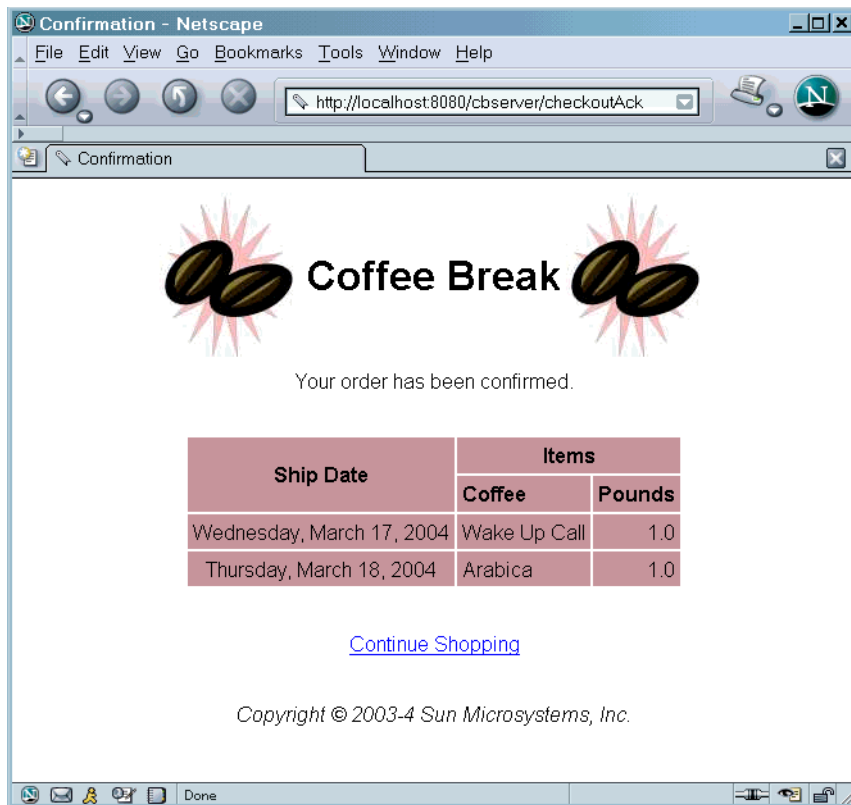 Confirmation - Netscape
File Edit View Go Bookmarks Tools Window Help
http://localhost:8080/cbserver/checkoutAck
N
Confirmation
Coffee Break
Your order has been confirmed.
Ship Date
Items
Coffee Pounds
Wednesday, March 17, 2004 Wake Up Call 1.0
Thursday, March 18, 2004 Arabica 1.0
Continue Shopping
Copyright © 2003-4 Sun Microsystems, Inc.
Done